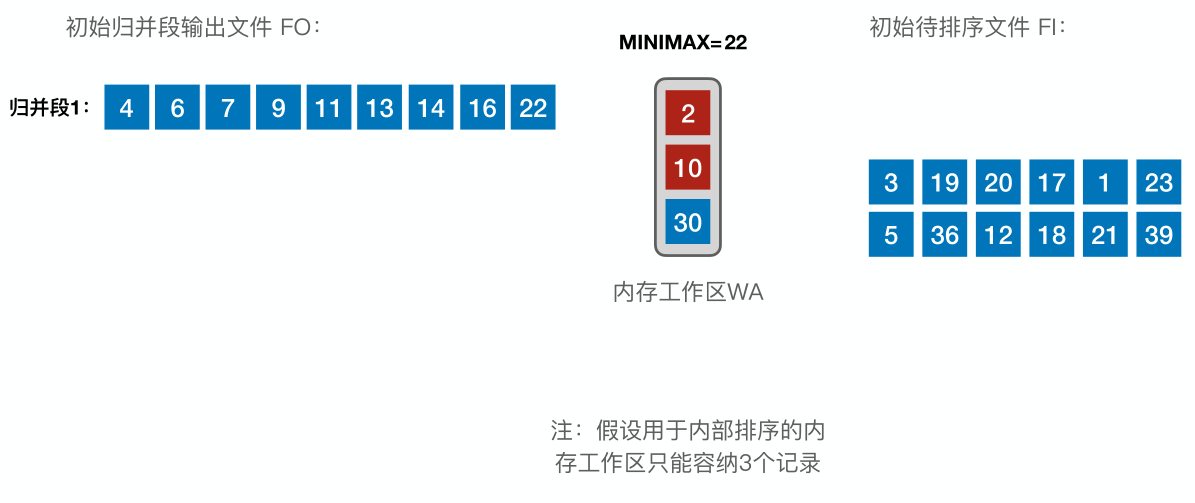 初始归并段输出文件 FO：
MINIMAX=22
初始待排序文件 FI：
归并段1： 4 6 7 9 11 13 14 16 22
2
10
30
3 19 20 17 1 23
5 36 12 18 21 39
内存工作区WA
注：假设用于内部排序的内
存工作区只能容纳3个记录